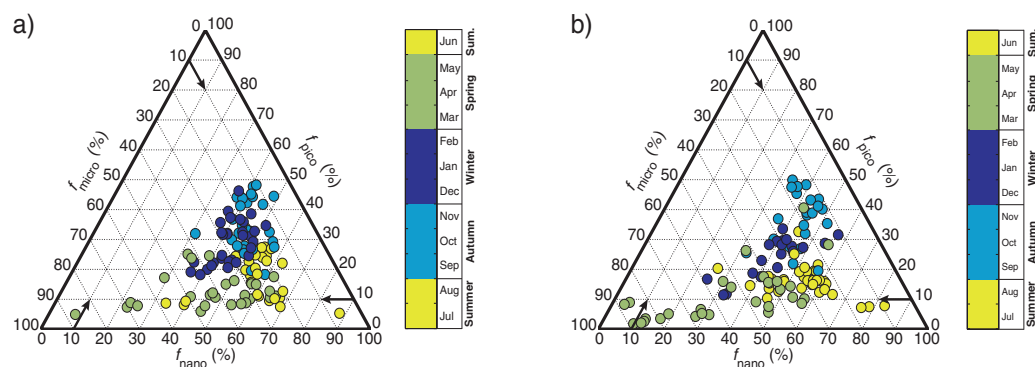 a)
0 100
10 90
20 80
30 70
40 60
50 50
60 40
70 30
80 20
90 10
100 0
0 10 20 30 40 50 60 70 80 90 100
f micro (%)
f pico (%)
f nano (%)
Jun
May
Apr
Mar
Feb
Jan
Dec
Nov
Oct
Sep
Aug
Jul
Sum.
Spring
Winter
Autumn
Summer
b)
0 100
10 90
20 80
30 70
40 60
50 50
60 40
70 30
80 20
90 10
100 0
0 10 20 30 40 50 60 70 80 90 100
f micro (%)
f pico (%)
f nano (%)
Jun
May
Apr
Mar
Feb
Jan
Dec
Nov
Oct
Sep
Aug
Jul
Sum.
Spring
Winter
Autumn
Summer